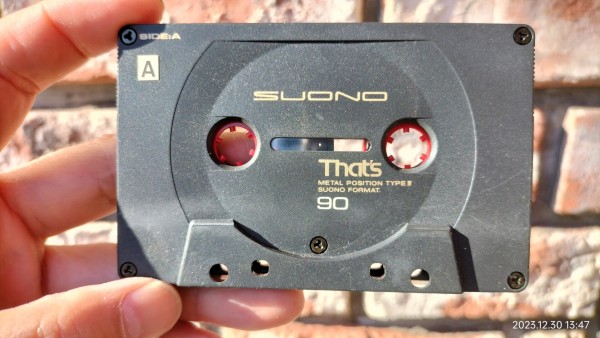 SIDE:A
A
SUONO
That's
METAL POSITION TYPE Ⅳ
SUONO FORMAT.
90
2023.12.30 13:47